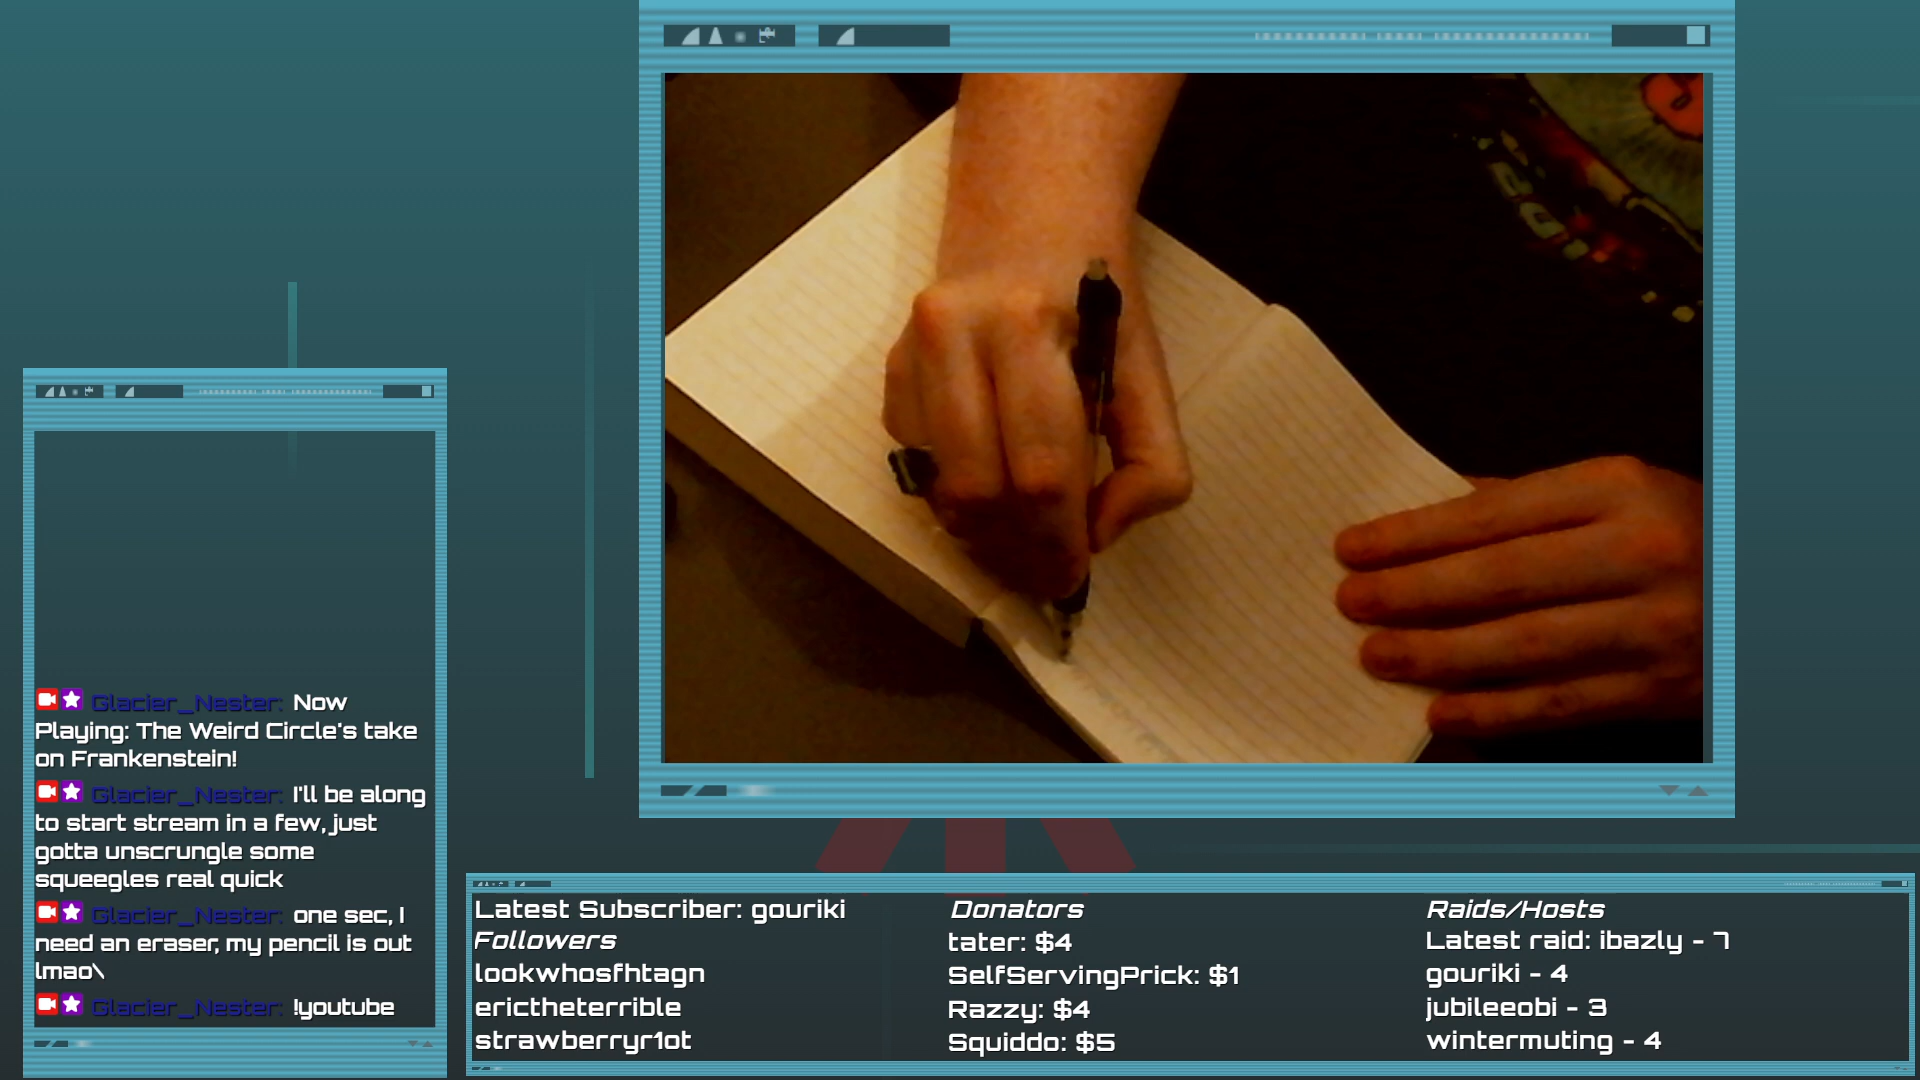 Glacier_Nester: Now
Playing: The Weird Circle's take
on Frankenstein!
Glacier_Nester: I'll be along
to start stream in a few, just
gotta unscrungle some
squeegles real quick
Glacier_Nester: one sec, I
need an eraser, my pencil is out
lmao\
Glacier_Nester: !youtube
Latest Subscriber: gouriki
Followers
lookwhosfhtagn
erictheterrible
strawberryr1ot
Donators
tater: $4
SelfServingPrick: $1
Razzy: $4
Squiddo: $5
Raids/Hosts
Latest raid: ibazly - 7
gouriki - 4
jubileeobi - 3
wintermuting - 4